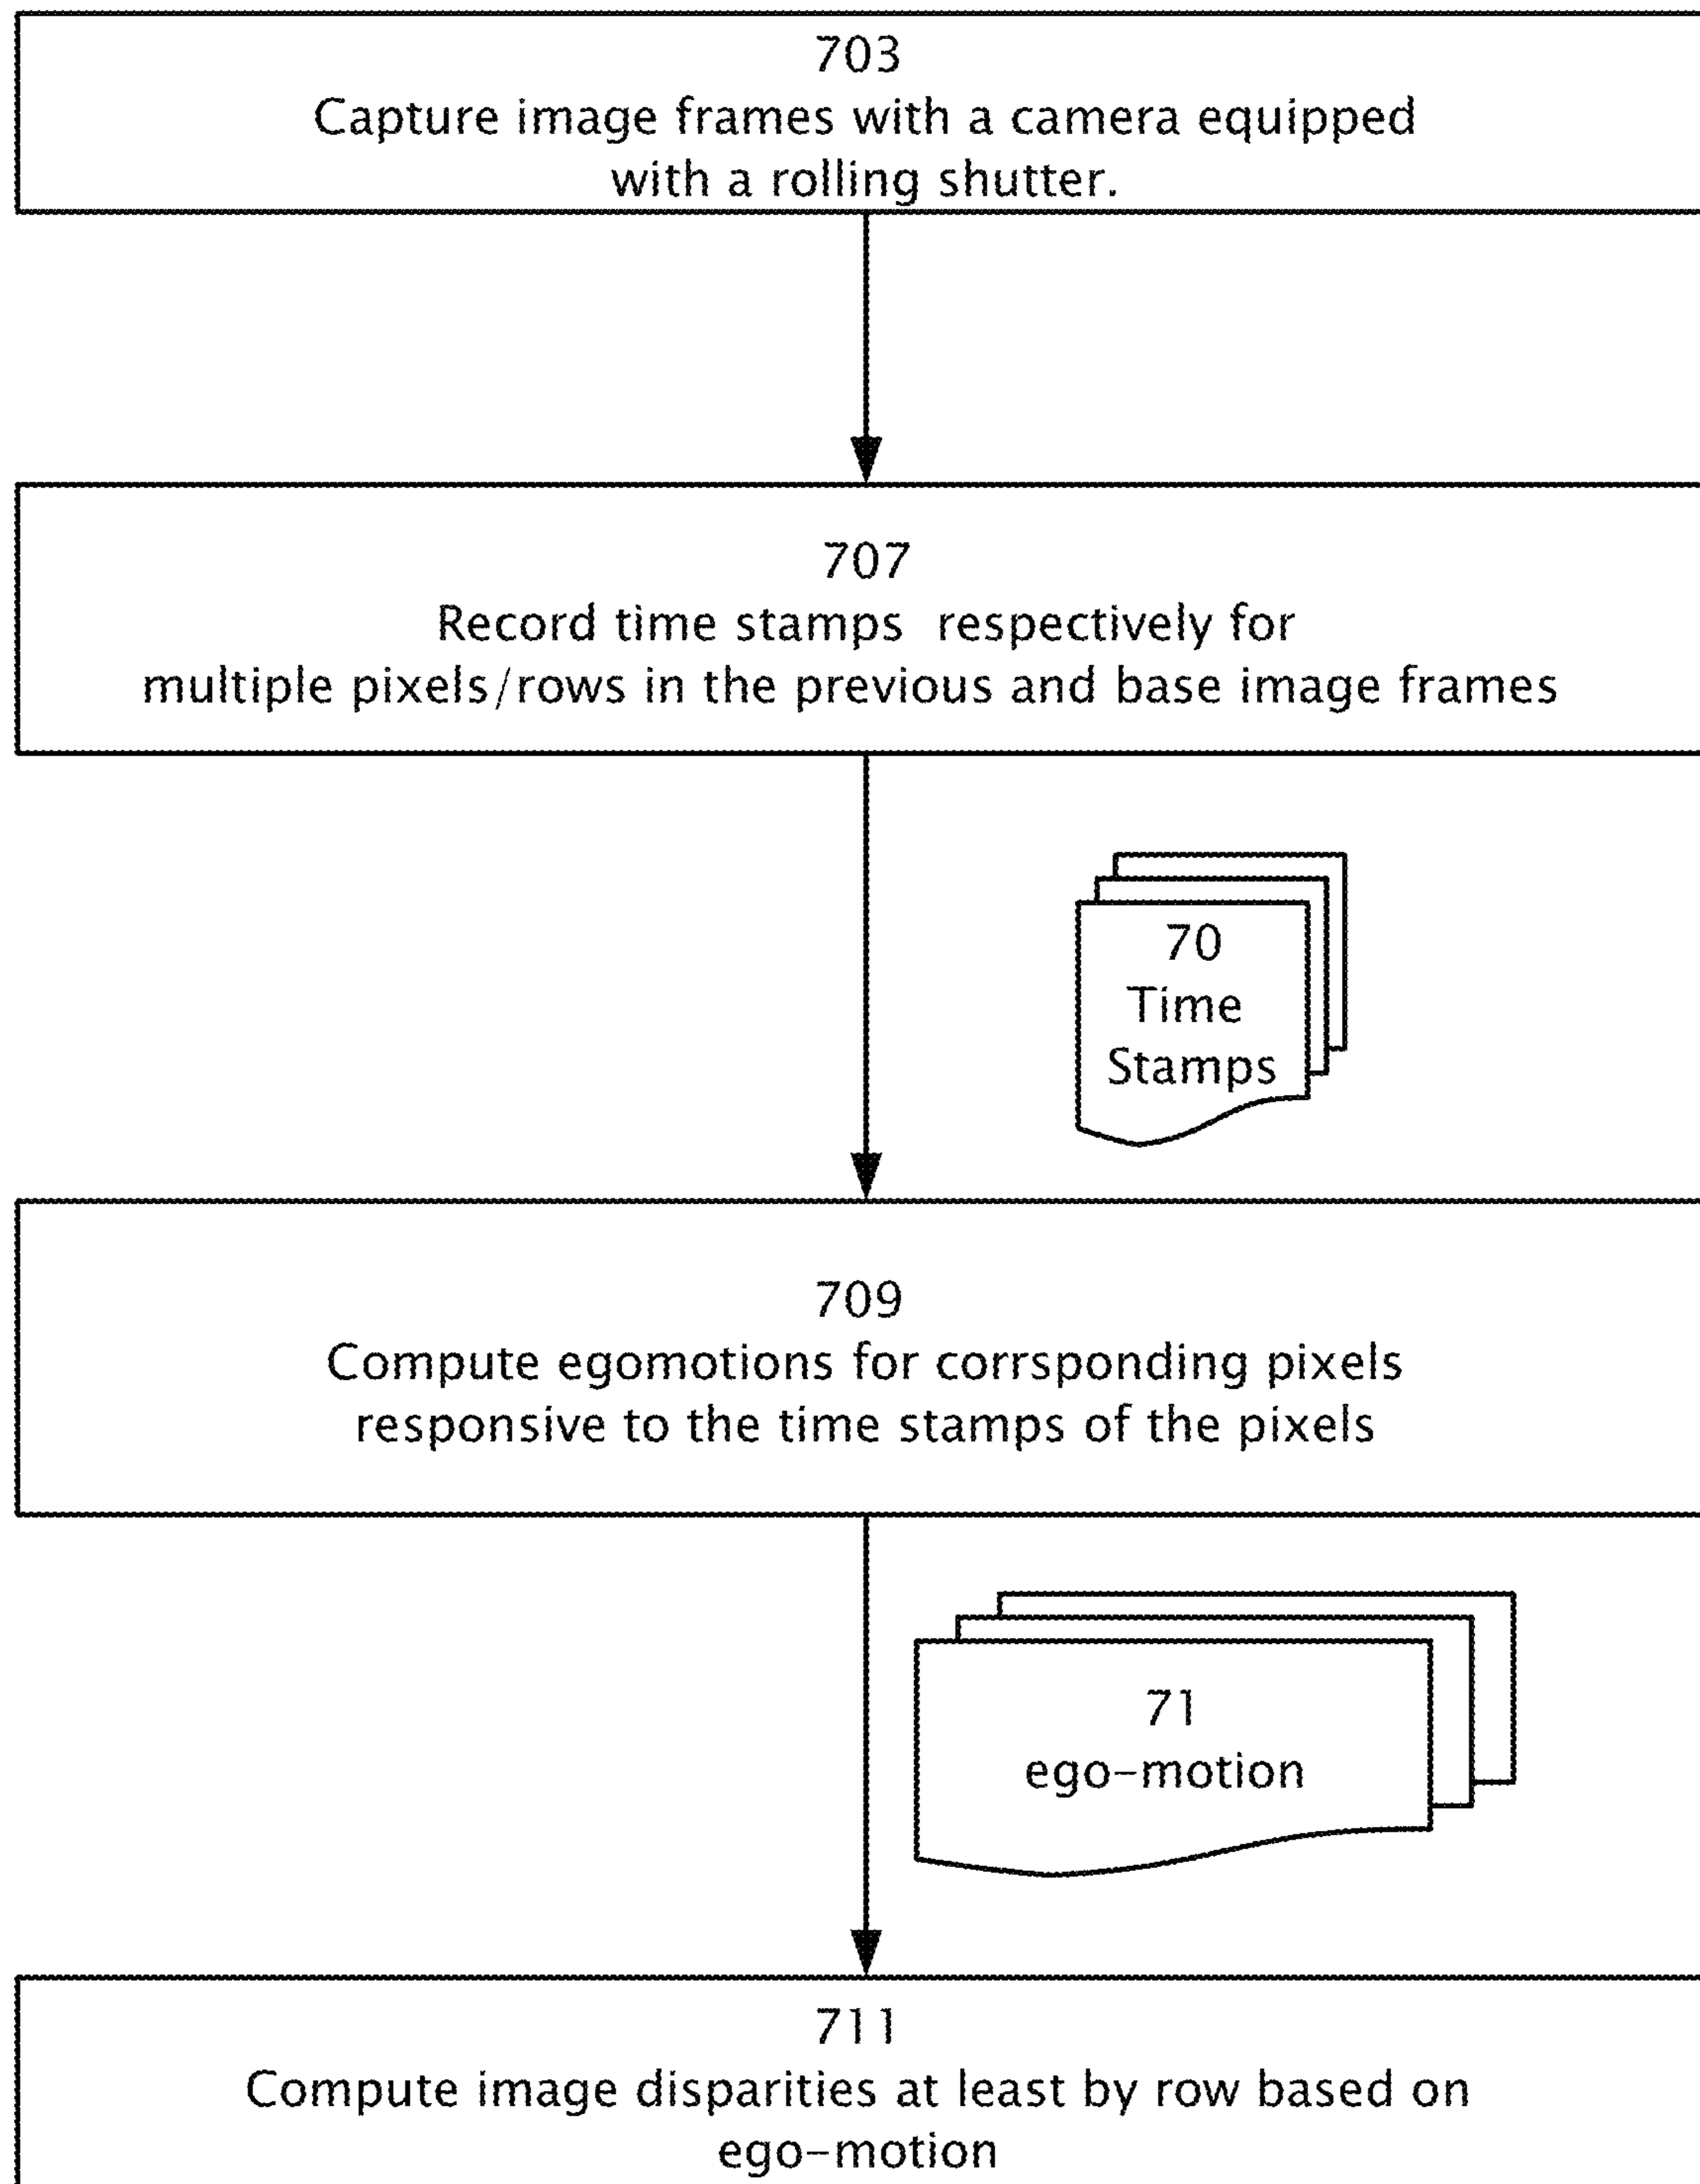 703
Capture image frames with a camera equipped
with a rolling shutter.
707
Record time stamps  respectively for
multiple pixels/rows in the previous and base image frames
70
Time
Stamps
709
Compute egomotions for corrsponding pixels
responsive to the time stamps of the pixels
71
ego-motion
711
Compute image disparities at least by row based on
ego-motion